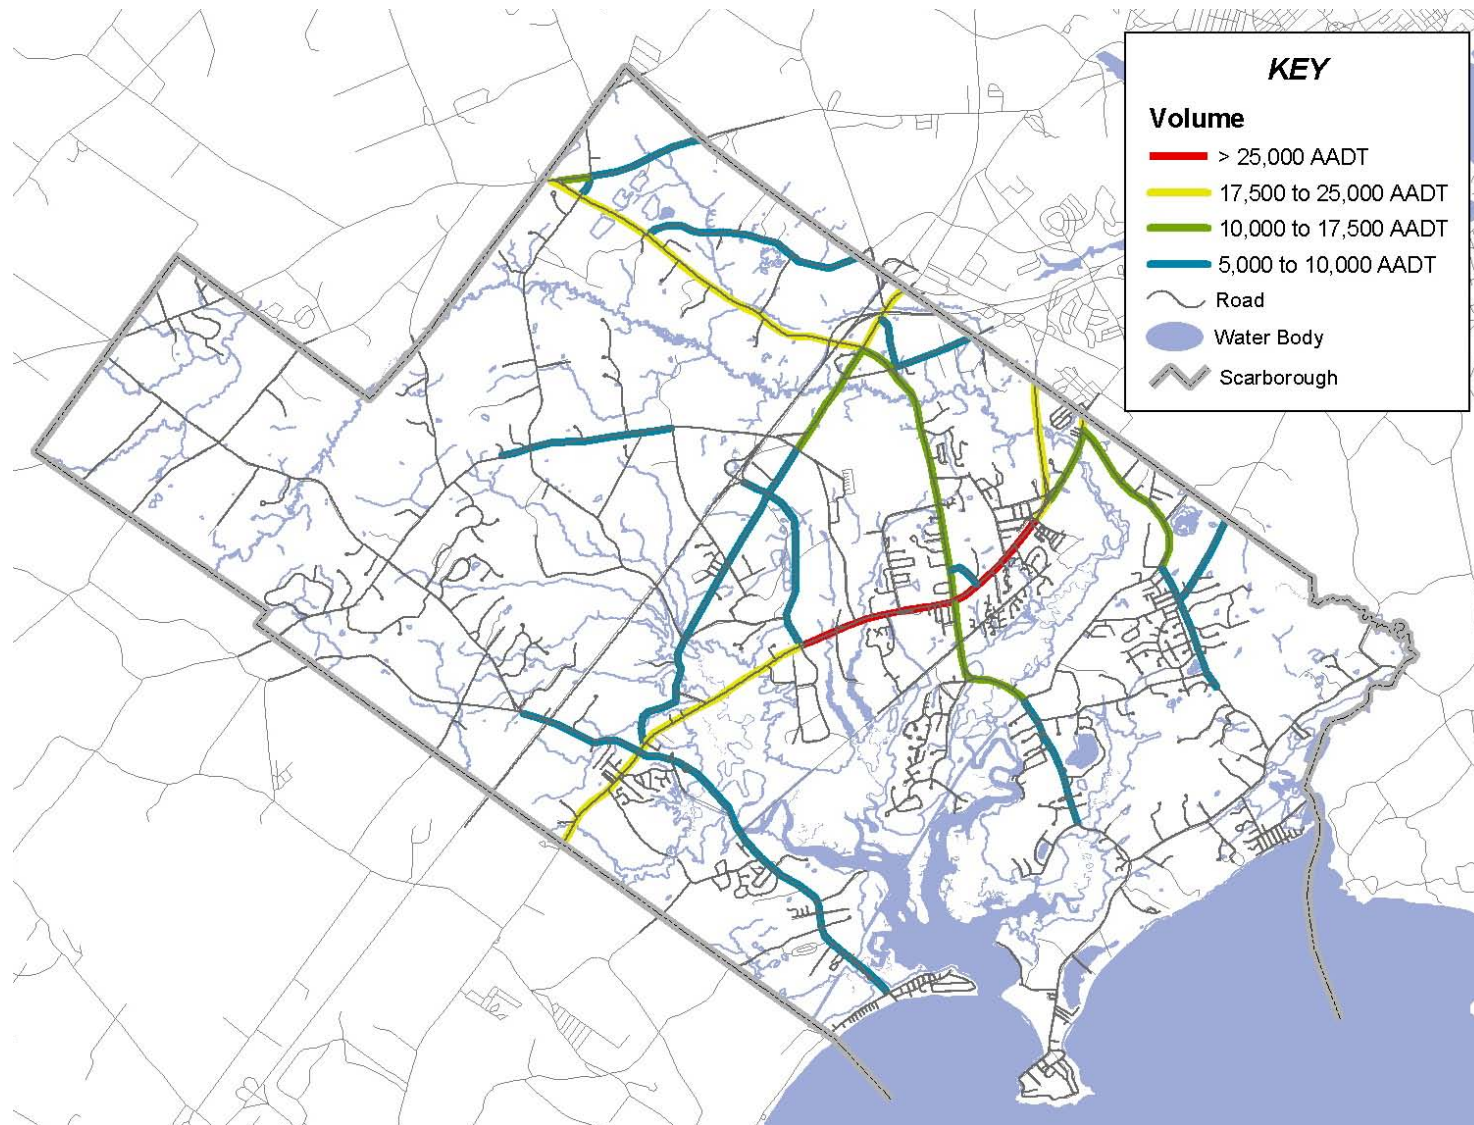 KEY
Volume
> 25,000 AADT
17,500 to 25,000 AADT
10,000 to 17,500 AADT
5,000 to 10,000 AADT
Road
Water Body
Scarborough